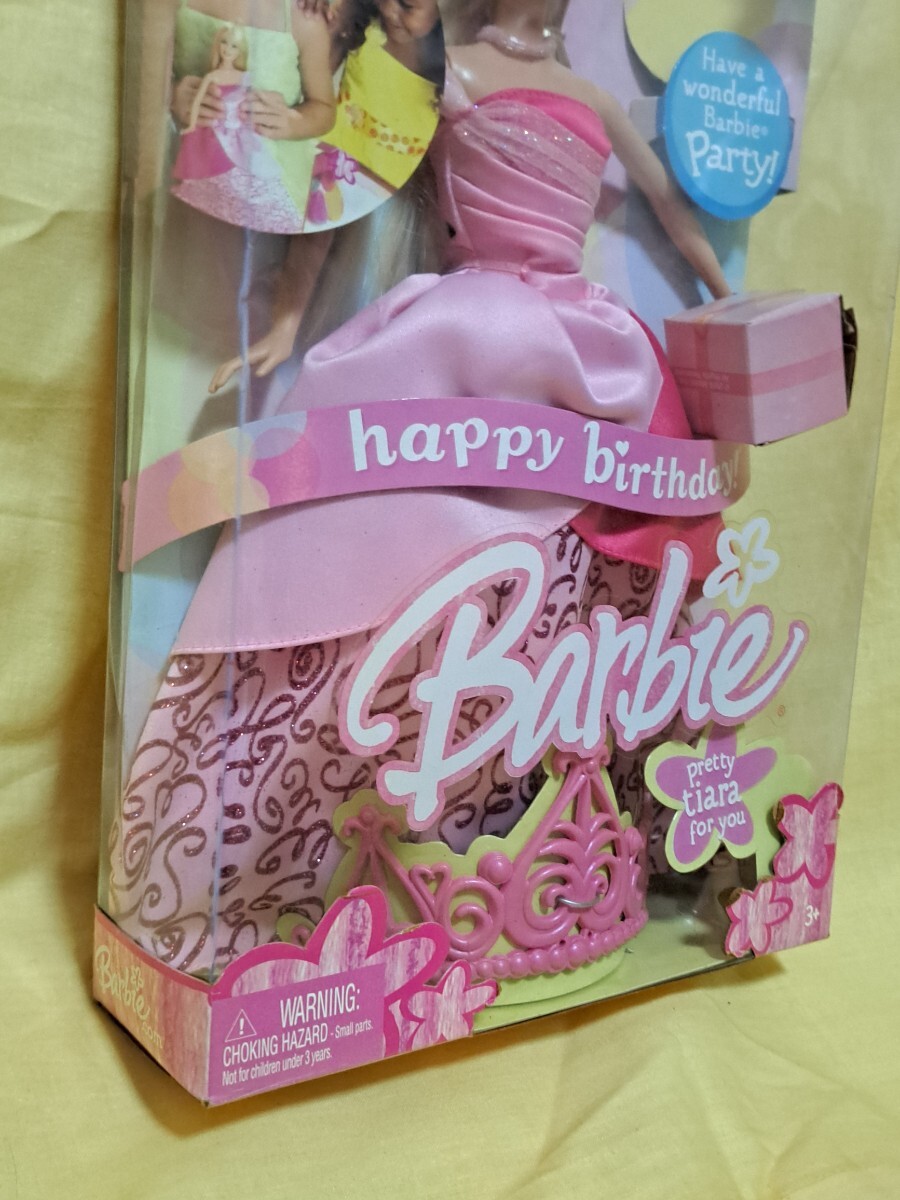 Have a
wonderful
Barbie®
Party!
happy birthday!
Barbie
®
pretty
tiara
for you
3+
Barbie
.com
WARNING:
CHOKING HAZARD - Small parts.
Not for children under 3 years.